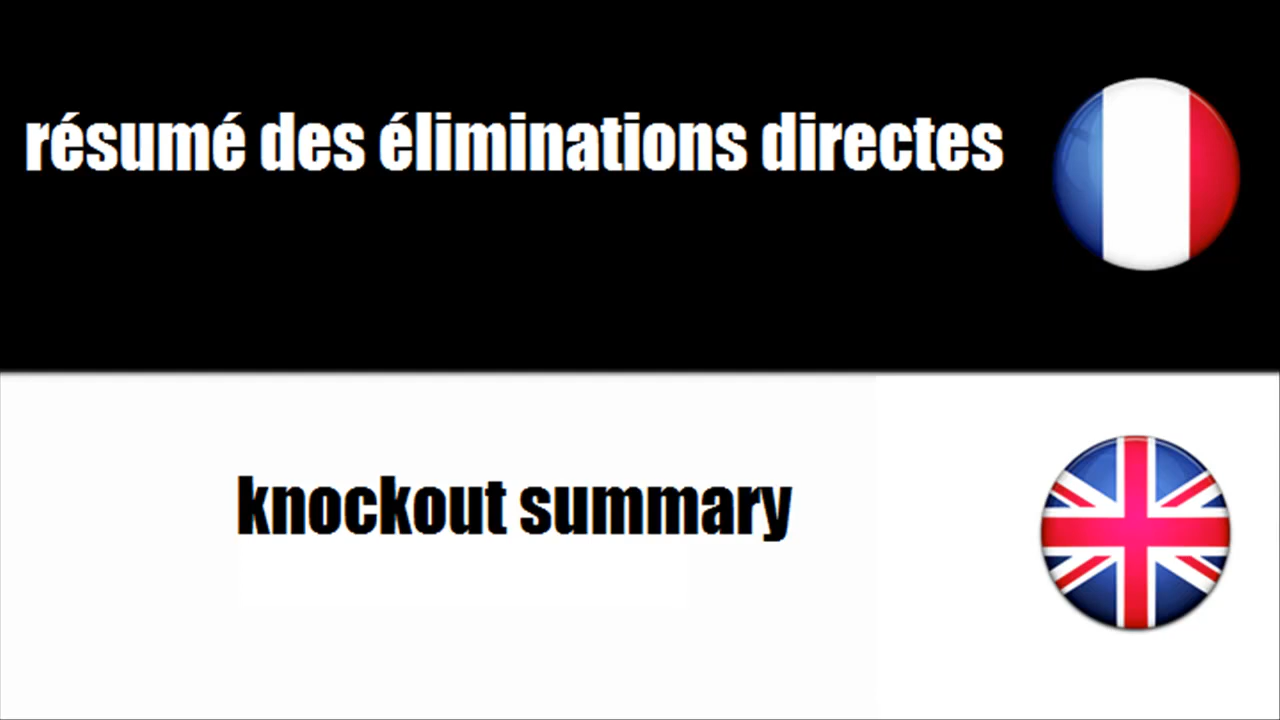 résumé des éliminations directes
knockout summary